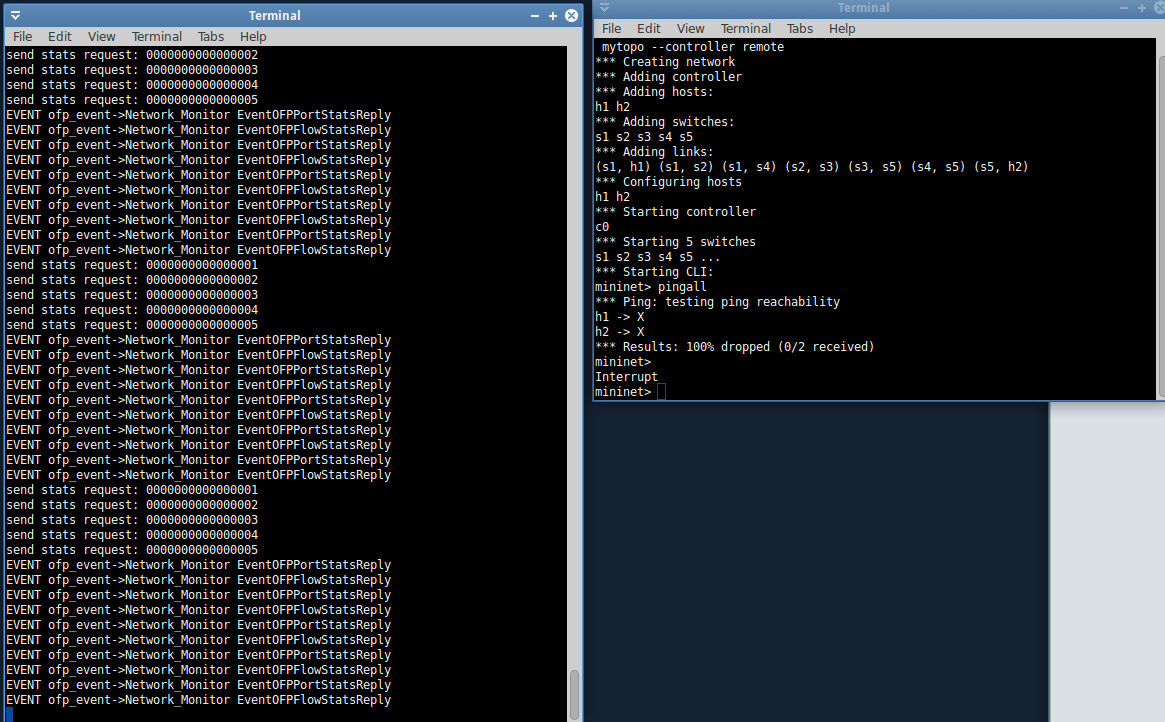 Terminal
File Edit View Terminal Tabs Help
send stats request: 0000000000000002
send stats request: 0000000000000003
send stats request: 0000000000000004
send stats request: 0000000000000005
EVENT ofp_event->Network_Monitor EventOFPPortStatsReply
EVENT ofp_event->Network_Monitor EventOFPFlowStatsReply
EVENT ofp_event->Network_Monitor EventOFPPortStatsReply
EVENT ofp_event->Network_Monitor EventOFPFlowStatsReply
EVENT ofp_event->Network_Monitor EventOFPPortStatsReply
EVENT ofp_event->Network_Monitor EventOFPFlowStatsReply
EVENT ofp_event->Network_Monitor EventOFPPortStatsReply
EVENT ofp_event->Network_Monitor EventOFPFlowStatsReply
EVENT ofp_event->Network_Monitor EventOFPPortStatsReply
EVENT ofp_event->Network_Monitor EventOFPFlowStatsReply
send stats request: 0000000000000001
send stats request: 0000000000000002
send stats request: 0000000000000003
send stats request: 0000000000000004
send stats request: 0000000000000005
EVENT ofp_event->Network_Monitor EventOFPPortStatsReply
EVENT ofp_event->Network_Monitor EventOFPFlowStatsReply
EVENT ofp_event->Network_Monitor EventOFPPortStatsReply
EVENT ofp_event->Network_Monitor EventOFPFlowStatsReply
EVENT ofp_event->Network_Monitor EventOFPPortStatsReply
EVENT ofp_event->Network_Monitor EventOFPFlowStatsReply
EVENT ofp_event->Network_Monitor EventOFPPortStatsReply
EVENT ofp_event->Network_Monitor EventOFPFlowStatsReply
EVENT ofp_event->Network_Monitor EventOFPPortStatsReply
EVENT ofp_event->Network_Monitor EventOFPFlowStatsReply
send stats request: 0000000000000001
send stats request: 0000000000000002
send stats request: 0000000000000003
send stats request: 0000000000000004
send stats request: 0000000000000005
EVENT ofp_event->Network_Monitor EventOFPPortStatsReply
EVENT ofp_event->Network_Monitor EventOFPFlowStatsReply
EVENT ofp_event->Network_Monitor EventOFPPortStatsReply
EVENT ofp_event->Network_Monitor EventOFPFlowStatsReply
EVENT ofp_event->Network_Monitor EventOFPPortStatsReply
EVENT ofp_event->Network_Monitor EventOFPFlowStatsReply
EVENT ofp_event->Network_Monitor EventOFPPortStatsReply
EVENT ofp_event->Network_Monitor EventOFPFlowStatsReply
EVENT ofp_event->Network_Monitor EventOFPPortStatsReply
EVENT ofp_event->Network_Monitor EventOFPFlowStatsReply
Terminal
File Edit View Terminal Tabs Help
mytopo --controller remote
*** Creating network
*** Adding controller
*** Adding hosts:
h1 h2
*** Adding switches:
s1 s2 s3 s4 s5
*** Adding links:
(s1, h1) (s1, s2) (s1, s4) (s2, s3) (s3, s5) (s4, s5) (s5, h2)
*** Configuring hosts
h1 h2
*** Starting controller
c0
*** Starting 5 switches
s1 s2 s3 s4 s5 ...
*** Starting CLI:
mininet> pingall
*** Ping: testing ping reachability
h1 -> X
h2 -> X
*** Results: 100% dropped (0/2 received)
mininet>
Interrupt
mininet>